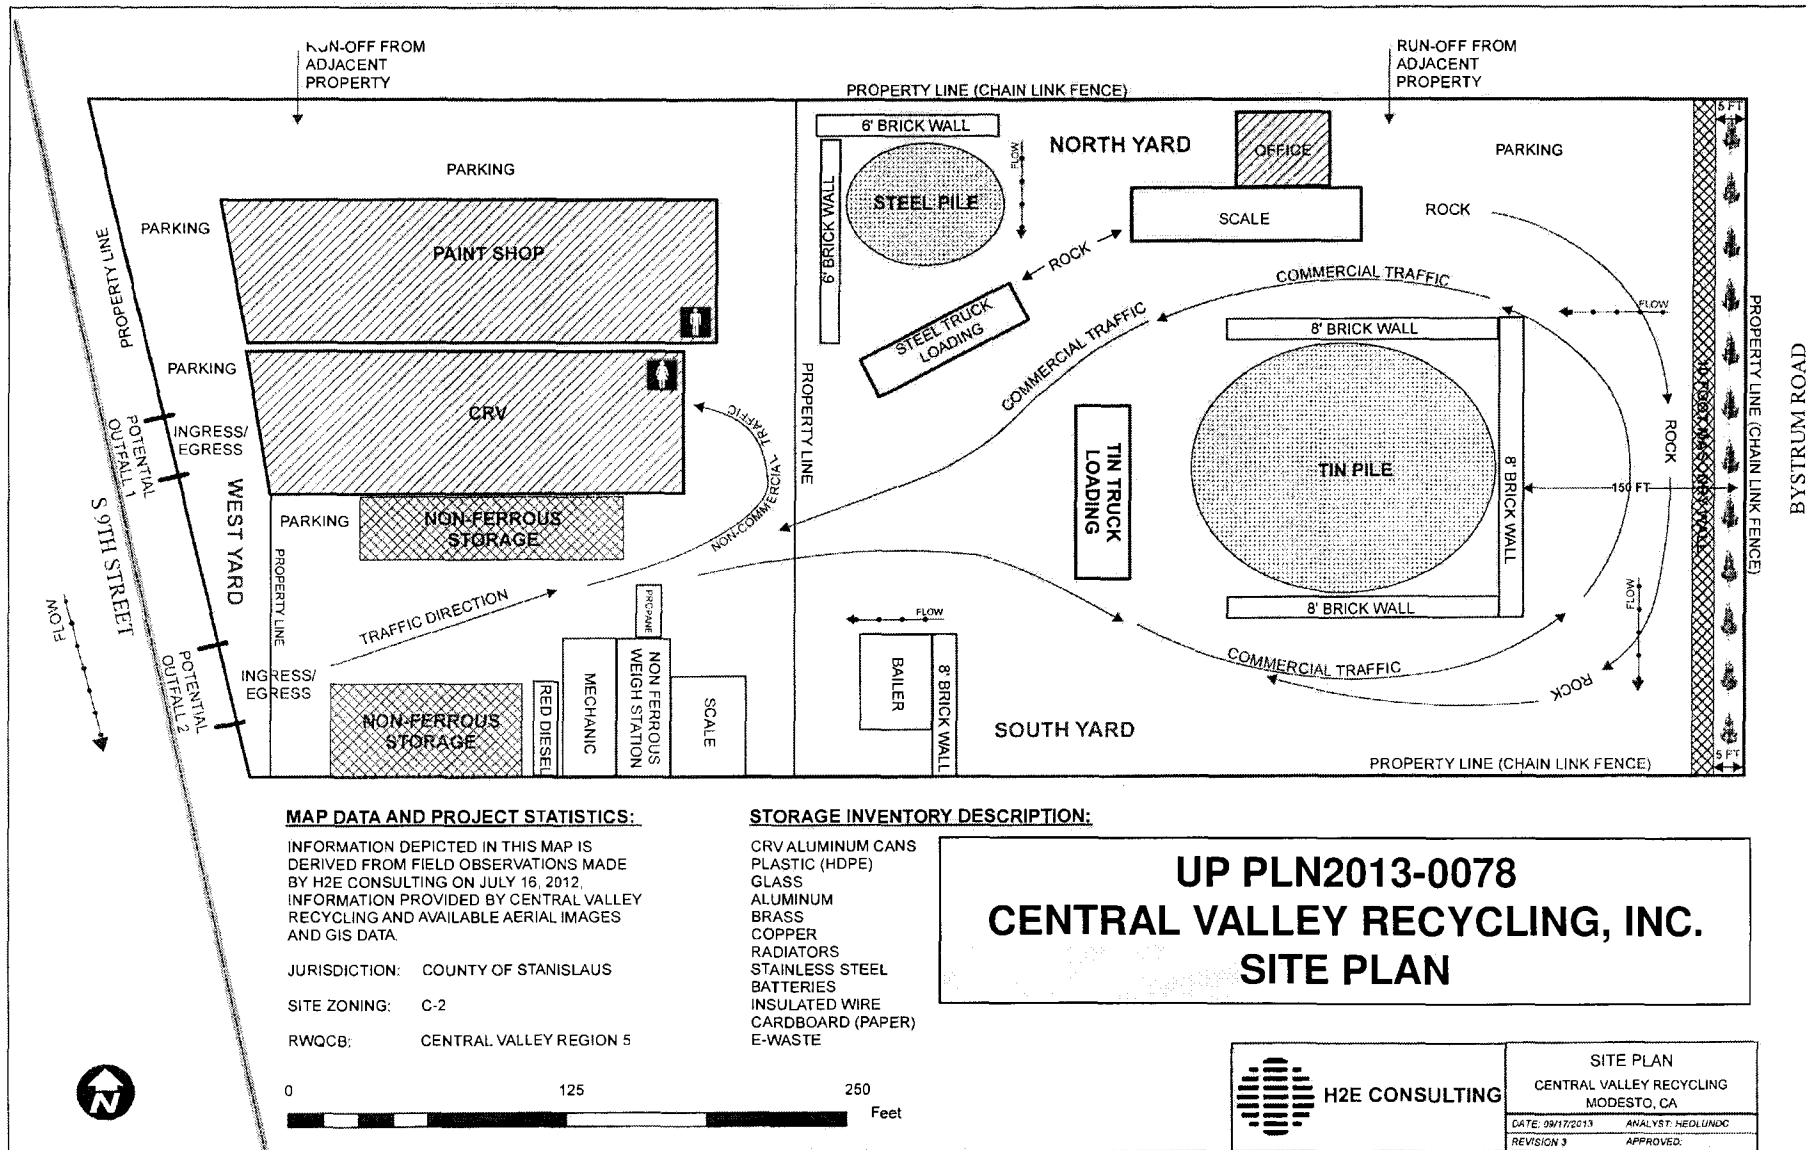 RUN-OFF FROM
ADJACENT
PROPERTY
RUN-OFF FROM
ADJACENT
PROPERTY
PROPERTY LINE (CHAIN LINK FENCE)
5 FT
6' BRICK WALL
NORTH YARD
OFFICE
PARKING
PARKING
FLOW
6' BRICK WALL
STEEL PILE
SCALE
ROCK
PARKING
PROPERTY LINE
PAINT SHOP
ROCK
COMMERCIAL TRAFFIC
FLOW
STEEL TRUCK
LOADING
COMMERCIAL TRAFFIC
8' BRICK WALL
PROPERTY LINE (CHAIN LINK FENCE)
BYSTRUM ROAD
PARKING
PROPERTY LINE
CRV
NON-COMMERCIAL TRAFFIC
TIN TRUCK
LOADING
TIN PILE
8' BRICK WALL
ROCK
150 FT
POTENTIAL
OUTFALL 1
INGRESS/
EGRESS
S 9TH STREET
WEST YARD
PARKING
NON-FERROUS
STORAGE
PROPERTY LINE
TRAFFIC DIRECTION
PROPANE
FLOW
FLOW
8' BRICK WALL
FLOW
POTENTIAL
OUTFALL 2
INGRESS/
EGRESS
NON-FERROUS
STORAGE
RED DIESEL
MECHANIC
NON FERROUS
WEIGH STATION
SCALE
BAILER
8' BRICK WALL
COMMERCIAL TRAFFIC
ROCK
SOUTH YARD
PROPERTY LINE (CHAIN LINK FENCE)
5 FT
MAP DATA AND PROJECT STATISTICS:
INFORMATION DEPICTED IN THIS MAP IS
DERIVED FROM FIELD OBSERVATIONS MADE
BY H2E CONSULTING ON JULY 16, 2012,
INFORMATION PROVIDED BY CENTRAL VALLEY
RECYCLING AND AVAILABLE AERIAL IMAGES
AND GIS DATA.
JURISDICTION: COUNTY OF STANISLAUS
SITE ZONING: C-2
RWQCB: CENTRAL VALLEY REGION 5
STORAGE INVENTORY DESCRIPTION:
CRV ALUMINUM CANS
PLASTIC (HDPE)
GLASS
ALUMINUM
BRASS
COPPER
RADIATORS
STAINLESS STEEL
BATTERIES
INSULATED WIRE
CARDBOARD (PAPER)
E-WASTE
UP PLN2013-0078
CENTRAL VALLEY RECYCLING, INC.
SITE PLAN
N
0 125 250
Feet
H2E CONSULTING
SITE PLAN
CENTRAL VALLEY RECYCLING
MODESTO, CA
DATE: 09/17/2013 ANALYST: HEDLUNDC
REVISION 3 APPROVED: